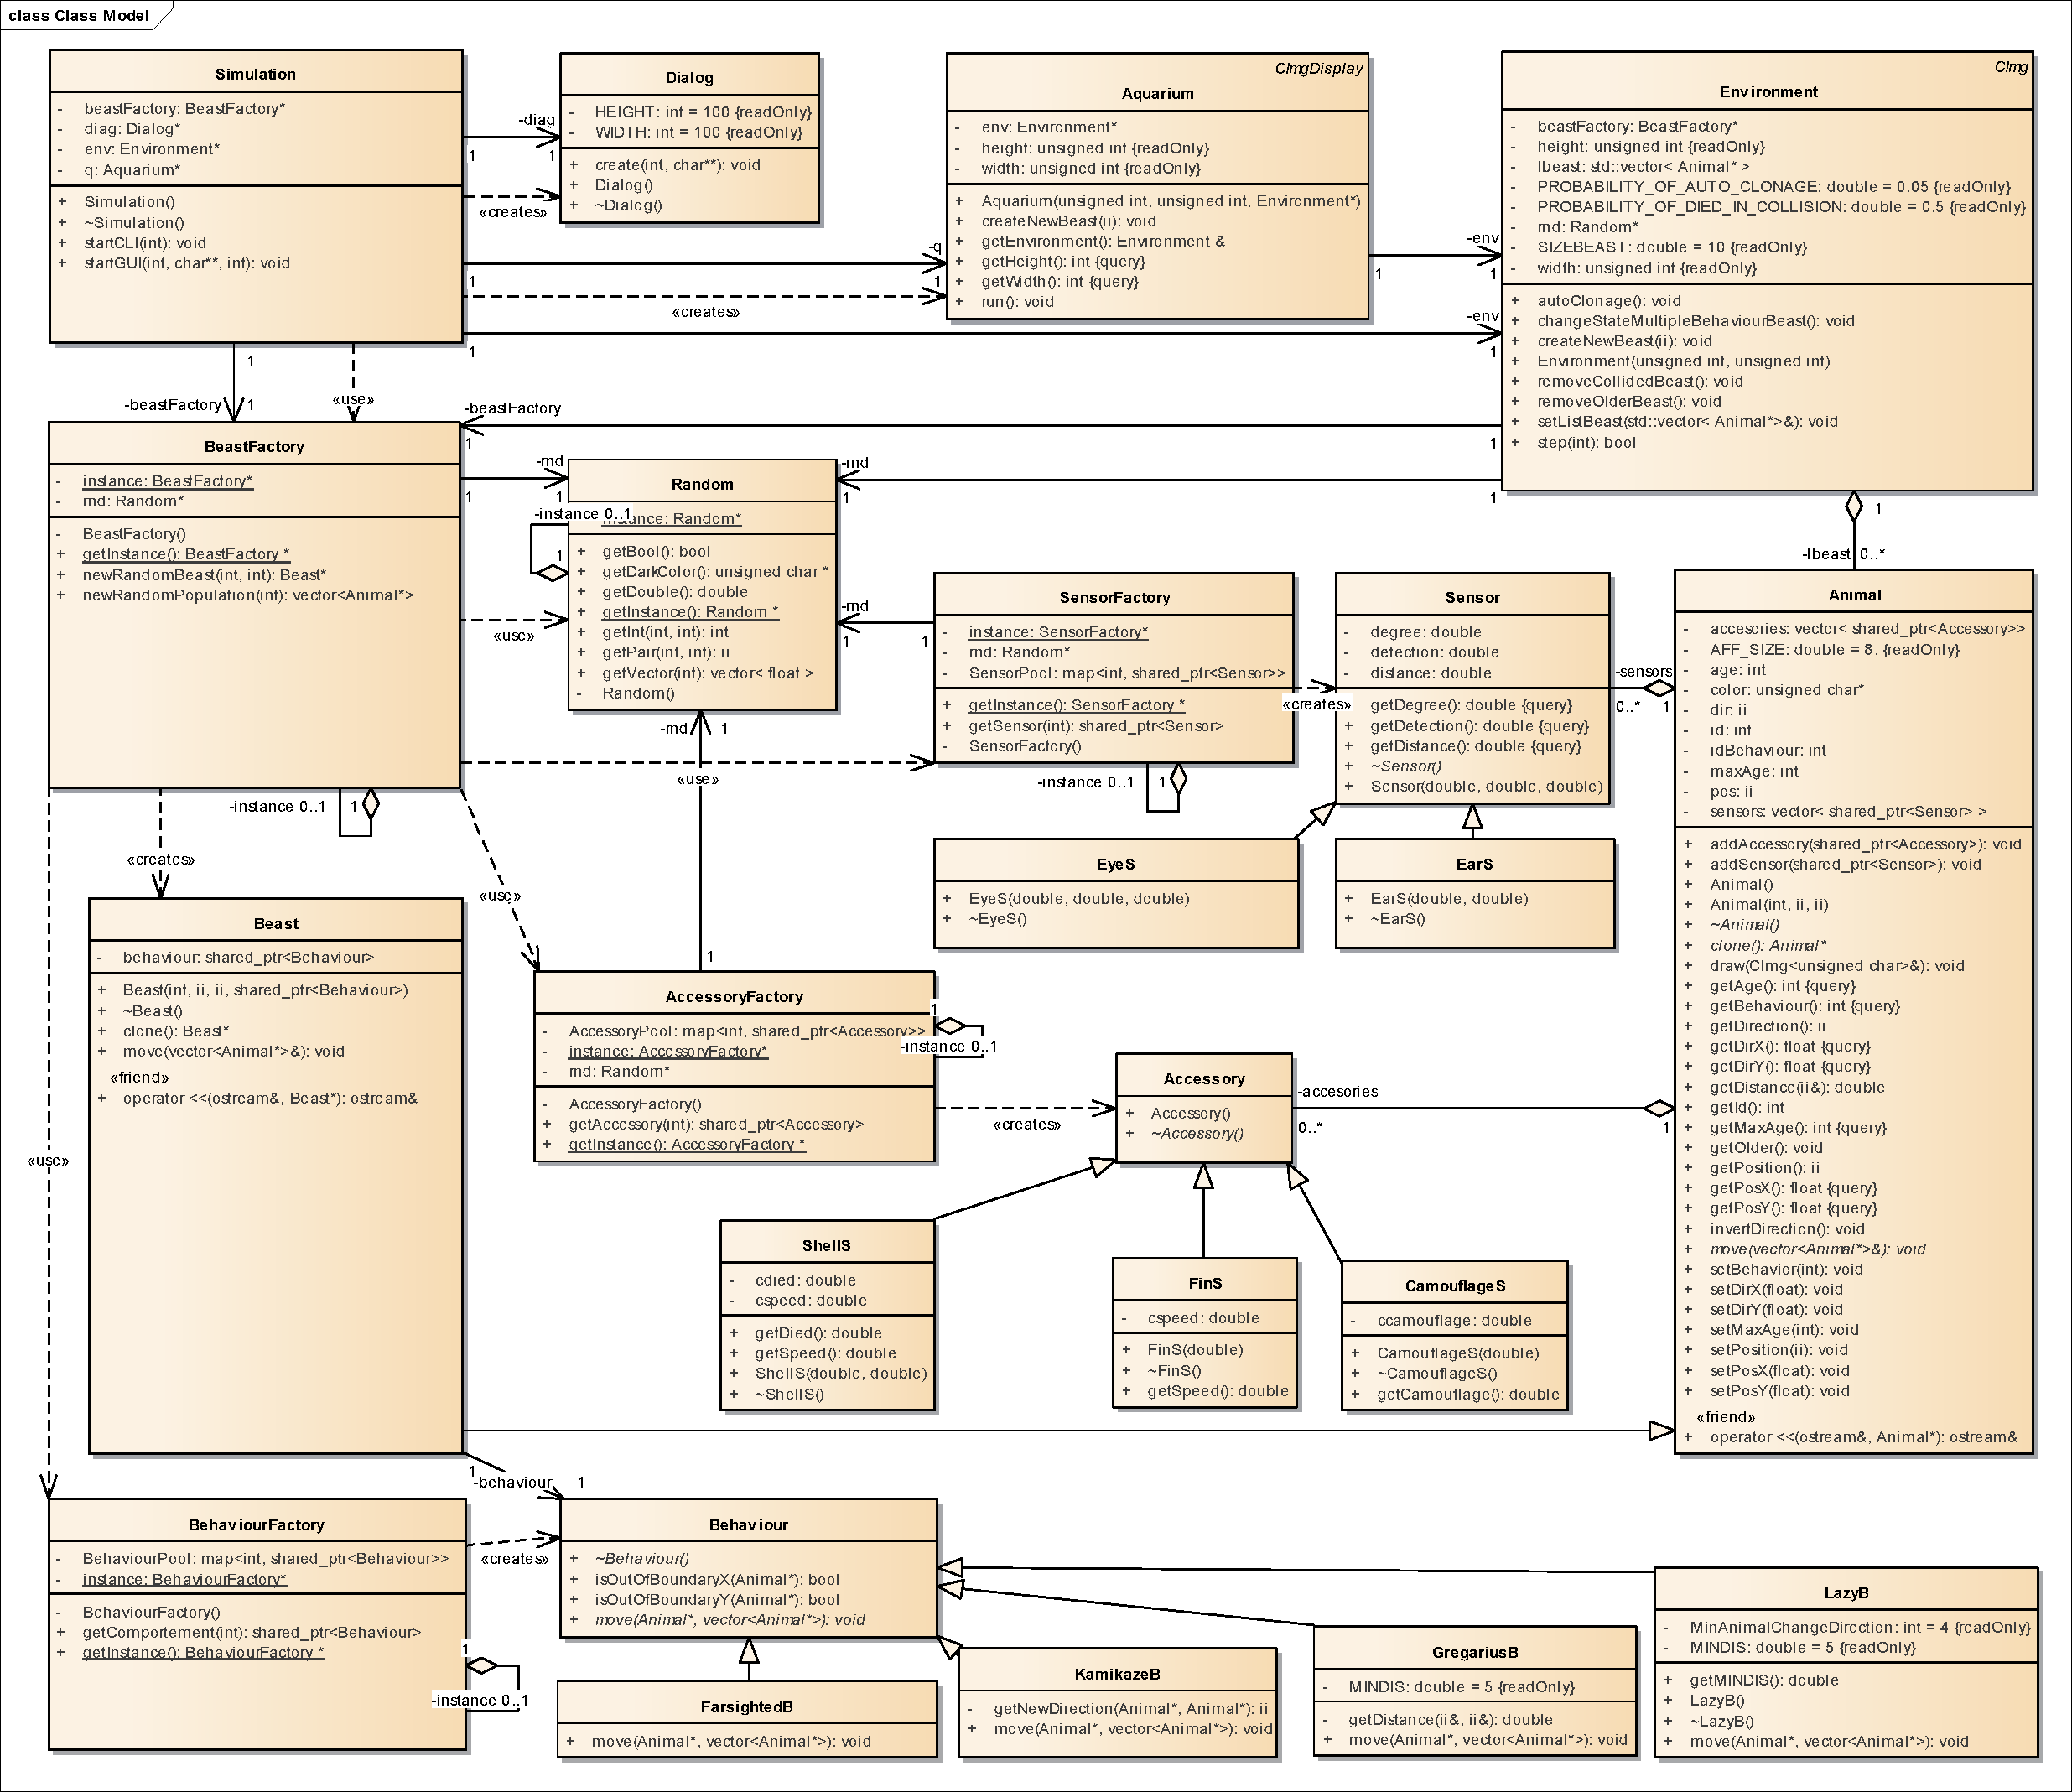 class Class Model
Simulation
- beastFactory: BeastFactory*
- diag: Dialog*
- env: Environment*
- q: Aquarium*
+ Simulation()
+ ~Simulation()
+ startCLI(int): void
+ startGUI(int, char**, int): void
-diag
1
1
«creates»
Dialog
- HEIGHT: int = 100 {readOnly}
- WIDTH: int = 100 {readOnly}
+ create(int, char**): void
+ Dialog()
+ ~Dialog()
-q
1
1
«creates»
CImgDisplay
Aquarium
- env: Environment*
- height: unsigned int {readOnly}
- width: unsigned int {readOnly}
+ Aquarium(unsigned int, unsigned int, Environment*)
+ createNewBeast(ii): void
+ getEnvironment(): Environment &
+ getHeight(): int {query}
+ getWidth(): int {query}
+ run(): void
-env
1
1
-env
1
1
CImg
Environment
- beastFactory: BeastFactory*
- height: unsigned int {readOnly}
- lbeast: std::vector< Animal* >
- PROBABILITY_OF_AUTO_CLONAGE: double = 0.05 {readOnly}
- PROBABILITY_OF_DIED_IN_COLLISION: double = 0.5 {readOnly}
- rnd: Random*
- SIZEBEAST: double = 10 {readOnly}
- width: unsigned int {readOnly}
+ autoClonage(): void
+ changeStateMultipleBehaviourBeast(): void
+ createNewBeast(ii): void
+ Environment(unsigned int, unsigned int)
+ removeCollidedBeast(): void
+ removeOlderBeast(): void
+ setListBeast(std::vector< Animal*>&): void
+ step(int): bool
1
-beastFactory 1
«use»
-beastFactory
1
1
BeastFactory
- instance: BeastFactory*
- rnd: Random*
- BeastFactory()
+ getInstance(): BeastFactory *
+ newRandomBeast(int, int): Beast*
+ newRandomPopulation(int): vector<Animal*>
-rnd
1
1
-rnd
1
1
Random
-instance 0..1
instance: Random*
1
+ getBool(): bool
+ getDarkColor(): unsigned char *
+ getDouble(): double
+ getInstance(): Random *
+ getInt(int, int): int
+ getPair(int, int): ii
+ getVector(int): vector< float >
- Random()
«use»
-rnd
1
1
SensorFactory
- instance: SensorFactory*
- rnd: Random*
- SensorPool: map<int, shared_ptr<Sensor>>
+ getInstance(): SensorFactory *
+ getSensor(int): shared_ptr<Sensor>
- SensorFactory()
-instance 0..1
1
«creates»
Sensor
- degree: double
- detection: double
- distance: double
+ getDegree(): double {query}
+ getDetection(): double {query}
+ getDistance(): double {query}
+ ~Sensor()
+ Sensor(double, double, double)
-sensors
0..*
1
1
-lbeast 0..*
Animal
- accesories: vector< shared_ptr<Accessory>>
- AFF_SIZE: double = 8. {readOnly}
- age: int
- color: unsigned char*
- dir: ii
- id: int
- idBehaviour: int
- maxAge: int
- pos: ii
- sensors: vector< shared_ptr<Sensor> >
+ addAccessory(shared_ptr<Accessory>): void
+ addSensor(shared_ptr<Sensor>): void
+ Animal()
+ Animal(int, ii, ii)
+ ~Animal()
+ clone(): Animal*
+ draw(CImg<unsigned char>&): void
+ getAge(): int {query}
+ getBehaviour(): int {query}
+ getDirection(): ii
+ getDirX(): float {query}
+ getDirY(): float {query}
+ getDistance(ii&): double
+ getId(): int
+ getMaxAge(): int {query}
+ getOlder(): void
+ getPosition(): ii
+ getPosX(): float {query}
+ getPosY(): float {query}
+ invertDirection(): void
+ move(vector<Animal*>&): void
+ setBehavior(int): void
+ setDirX(float): void
+ setDirY(float): void
+ setMaxAge(int): void
+ setPosition(ii): void
+ setPosX(float): void
+ setPosY(float): void
«friend»
+ operator <<(ostream&, Animal*): ostream&
-rnd 1
«use»
1
-instance 0..1
1
«creates»
«use»
«use»
EyeS
+ EyeS(double, double, double)
+ ~EyeS()
EarS
+ EarS(double, double)
+ ~EarS()
Beast
- behaviour: shared_ptr<Behaviour>
+ Beast(int, ii, ii, shared_ptr<Behaviour>)
+ ~Beast()
+ clone(): Beast*
+ move(vector<Animal*>&): void
«friend»
+ operator <<(ostream&, Beast*): ostream&
AccessoryFactory
- AccessoryPool: map<int, shared_ptr<Accessory>>
- instance: AccessoryFactory*
- rnd: Random*
- AccessoryFactory()
+ getAccessory(int): shared_ptr<Accessory>
+ getInstance(): AccessoryFactory *
1
-instance 0..1
«creates»
Accessory
+ Accessory()
+ ~Accessory()
-accesories
0..*
1
ShellS
- cdied: double
- cspeed: double
+ getDied(): double
+ getSpeed(): double
+ ShellS(double, double)
+ ~ShellS()
FinS
- cspeed: double
+ FinS(double)
+ ~FinS()
+ getSpeed(): double
CamouflageS
- ccamouflage: double
+ CamouflageS(double)
+ ~CamouflageS()
+ getCamouflage(): double
1
-behaviour 1
BehaviourFactory
- BehaviourPool: map<int, shared_ptr<Behaviour>>
- instance: BehaviourFactory*
- BehaviourFactory()
+ getComportement(int): shared_ptr<Behaviour>
+ getInstance(): BehaviourFactory *
1
-instance 0..1
«creates»
Behaviour
+ ~Behaviour()
+ isOutOfBoundaryX(Animal*): bool
+ isOutOfBoundaryY(Animal*): bool
+ move(Animal*, vector<Animal*>): void
FarsightedB
+ move(Animal*, vector<Animal*>): void
KamikazeB
- getNewDirection(Animal*, Animal*): ii
+ move(Animal*, vector<Animal*>): void
GregariusB
- MINDIS: double = 5 {readOnly}
- getDistance(ii&, ii&): double
+ move(Animal*, vector<Animal*>): void
LazyB
- MinAnimalChangeDirection: int = 4 {readOnly}
- MINDIS: double = 5 {readOnly}
+ getMINDIS(): double
+ LazyB()
+ ~LazyB()
+ move(Animal*, vector<Animal*>): void